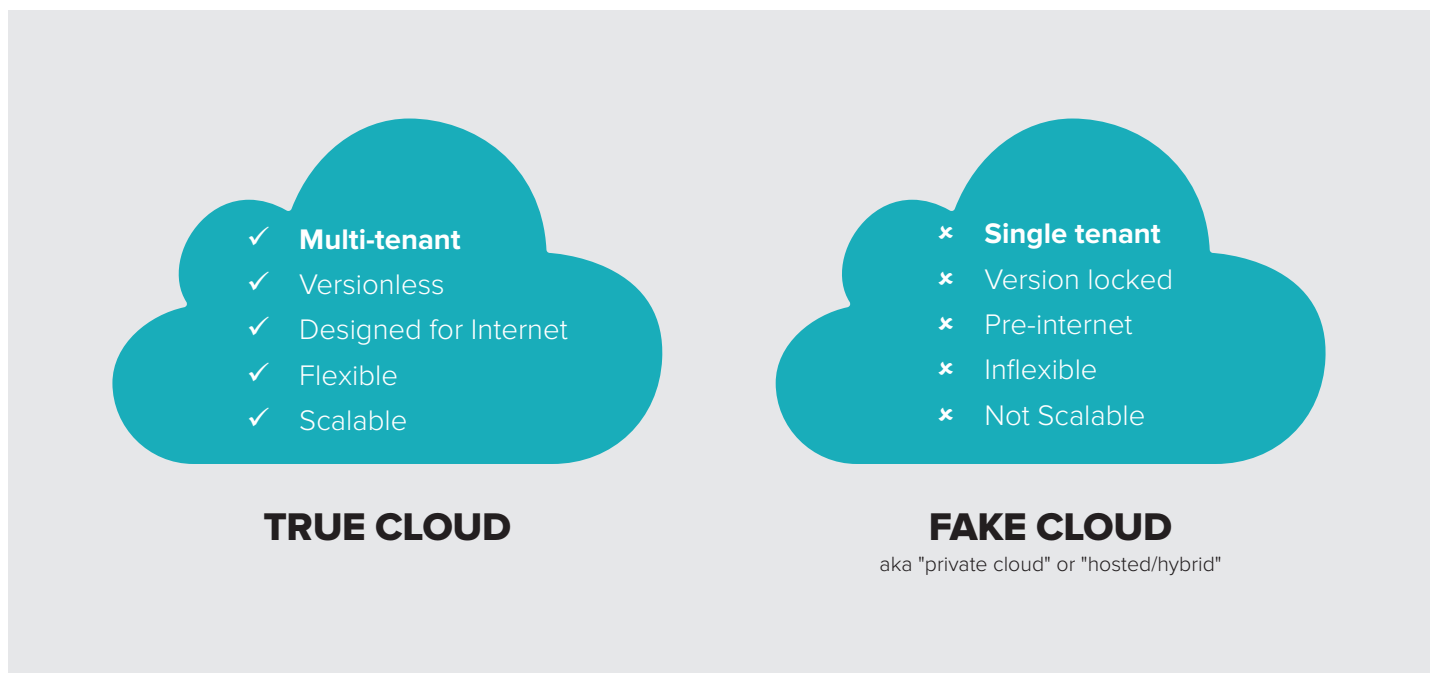 Multi-tenant
Versionless
Designed for Internet
Flexible
Scalable
TRUE CLOUD
Single tenant
Version locked
Pre-internet
Inflexible
Not Scalable
FAKE CLOUD
aka "private cloud" or "hosted/hybrid"